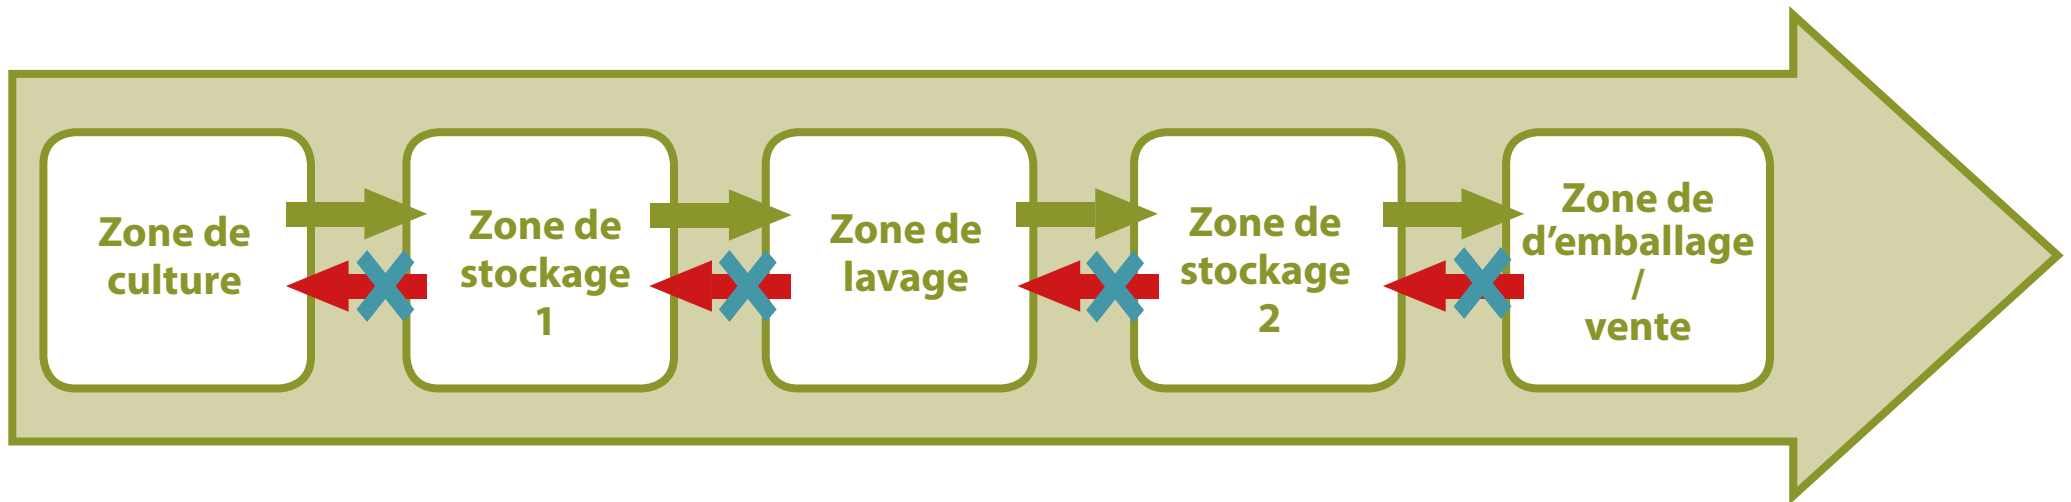 Zone de
culture
Zone de
stockage
1
Zone de
lavage
Zone de
stockage
2
Zone de
d’emballage
/
vente